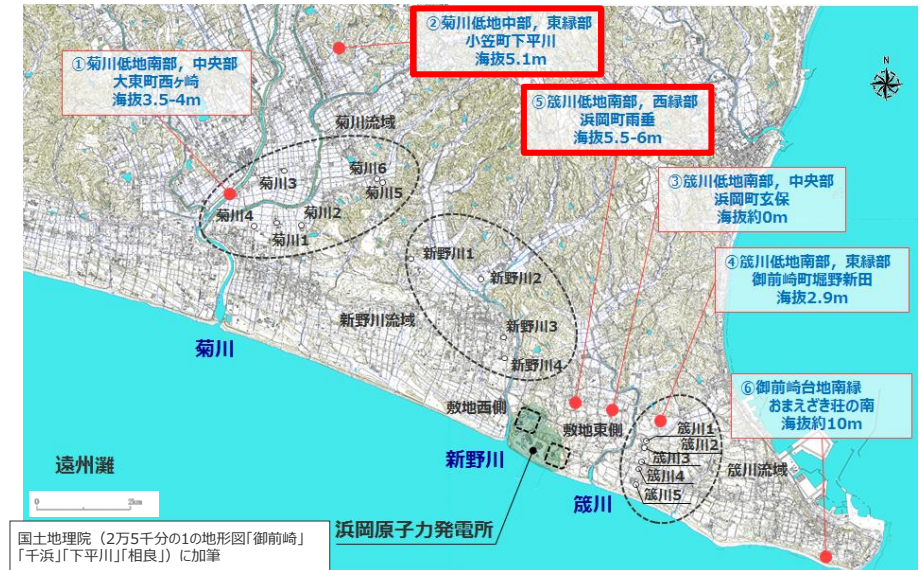 ②菊川低地中部，東縁部
小笠町下平川
海抜5.1m
①菊川低地南部，中央部
大東町西ヶ崎
海抜3.5-4m
⑤筬川低地南部，西縁部
浜岡町雨垂
海抜5.5-6m
N
菊川流域
菊川3
菊川6
菊川5
菊川4
菊川2
菊川1
③筬川低地南部，中央部
浜岡町玄保
海抜約0m
新野川1
新野川2
④筬川低地南部，東縁部
御前崎町堀野新田
海抜2.9m
新野川流域
新野川3
新野川4
菊川
⑥御前崎台地南縁
おまえざき荘の南
海抜約10m
敷地西側
敷地東側
筬川1
筬川2
筬川3
筬川4
筬川5
筬川流域
遠州灘
新野川
筬川
0
2km
浜岡原子力発電所
国土地理院（2万5千分の1の地形図「御前崎」
「千浜」「下平川」「相良」）に加筆